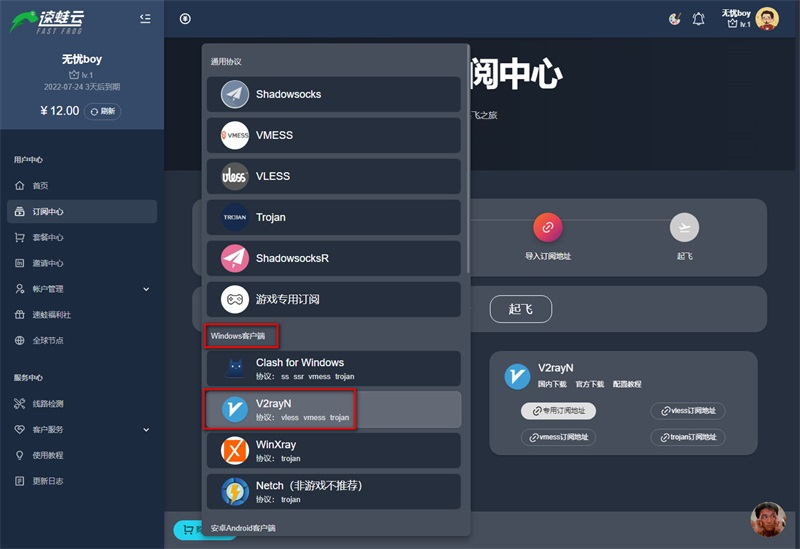 速蛙云
FAST FROG
无忧boy
lv.1
2022-07-24 3天后到期
¥ 12.00
刷新
用户中心
首页
订阅中心
套餐中心
邀请中心
帐户管理
速蛙福利社
全球节点
服务中心
线路检测
客户服务
使用教程
更新日志
无忧boy
lv.1
阅中心
飞之旅
导入订阅地址
起飞
起飞
通用协议
Shadowsocks
VMESS
VMESS
vless
VLESS
TROJAN
Trojan
ShadowsocksR
游戏专用订阅
Windows客户端
Clash for Windows
协议： ss ssr vmess trojan
V2rayN
协议： vless vmess trojan
WinXray
协议： trojan
Netch（非游戏不推荐）
协议： trojan
安卓Android客户端
V2rayN
国内下载 官方下载 配置教程
专用订阅地址
vless订阅地址
vmess订阅地址
trojan订阅地址